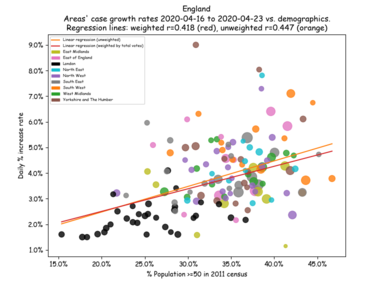 England
Areas' case growth rates 2020-04-16 to 2020-04-23 vs. demographics.
Regression lines: weighted r=0.418 (red), unweighted r=0.447 (orange)
Linear regression (unweighted)
Linear regression (weighted by total cases)
East Midlands
East of England
London
North East
North West
South East
South West
West Midlands
Yorkshire and The Humber
Daily % increase rate
9.0%
8.0%
7.0%
6.0%
5.0%
4.0%
3.0%
2.0%
1.0%
15.0% 20.0% 25.0% 30.0% 35.0% 40.0% 45.0%
% Population >=50 in 2011 census